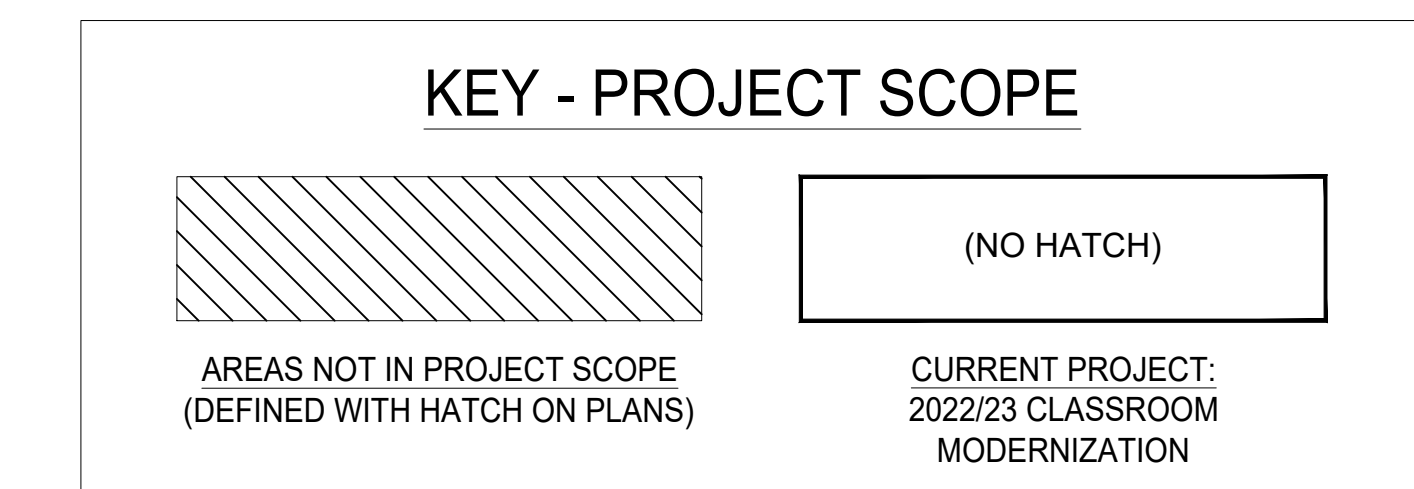 KEY - PROJECT SCOPE
(NO HATCH)
AREAS NOT IN PROJECT SCOPE
(DEFINED WITH HATCH ON PLANS)
CURRENT PROJECT:
2022/23 CLASSROOM
MODERNIZATION